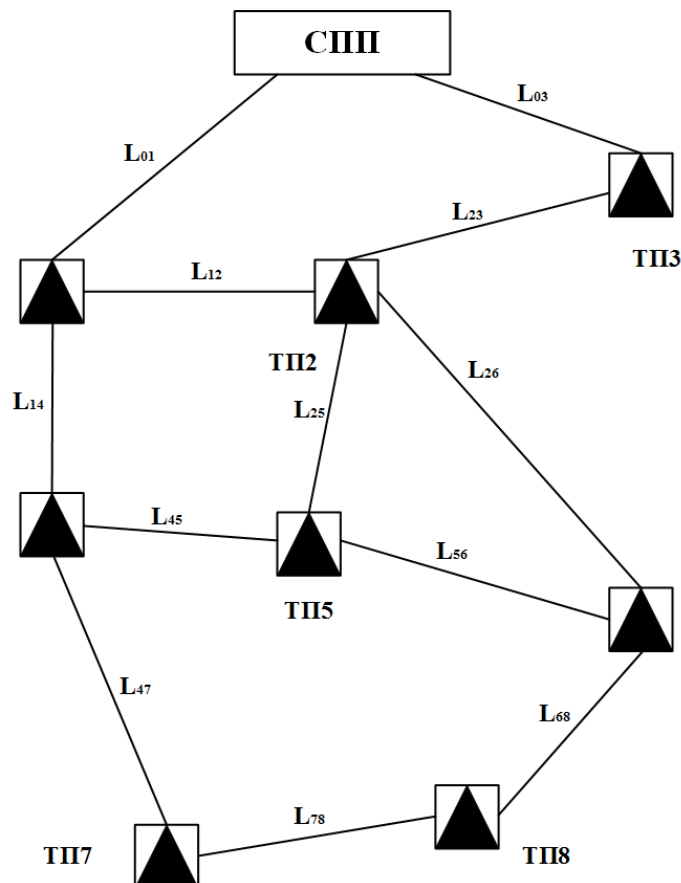 СПП
L₀₃
L₀₁
L₂₃
ТП3
L₁₂
ТП2
L₂₆
L₁₄
L₂₅
L₄₅
L₅₆
ТП5
L₄₇
L₆₈
L₇₈
ТП7
ТП8